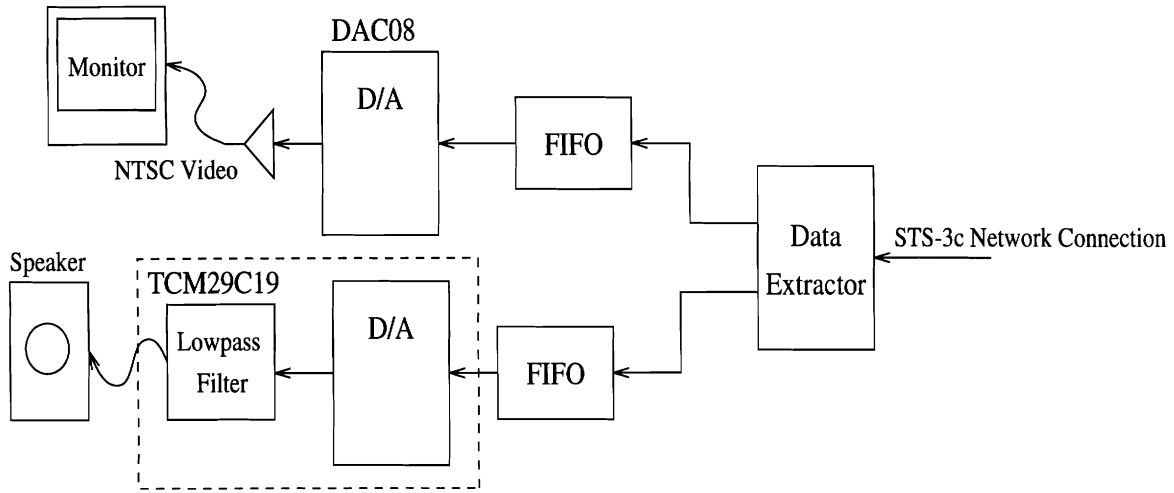 DAC08
Monitor
D/A
FIFO
NTSC Video
Data
Extractor
STS-3c Network Connection
Speaker
TCM29C19
Lowpass
Filter
D/A
FIFO